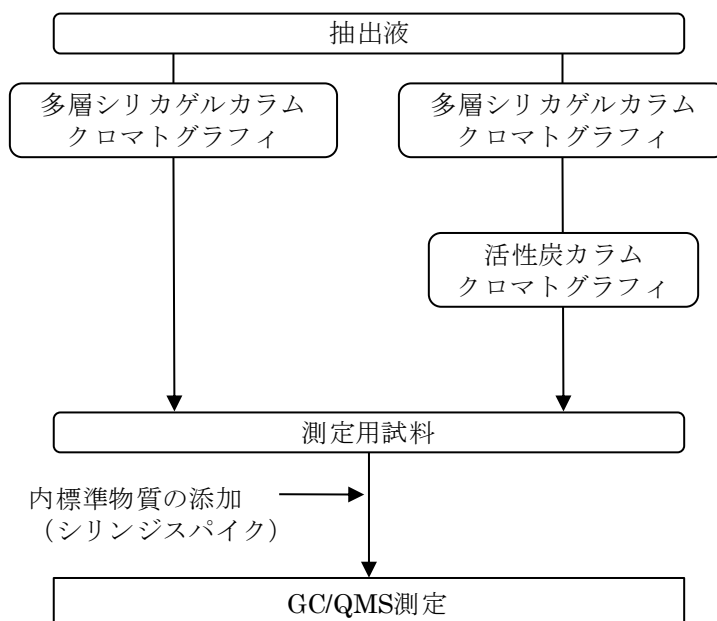 抽出液
多層シリカゲルカラム
クロマトグラフィ
多層シリカゲルカラム
クロマトグラフィ
活性炭カラム
クロマトグラフィ
測定用試料
内標準物質の添加
（シリンジスパイク）
GC/QMS測定